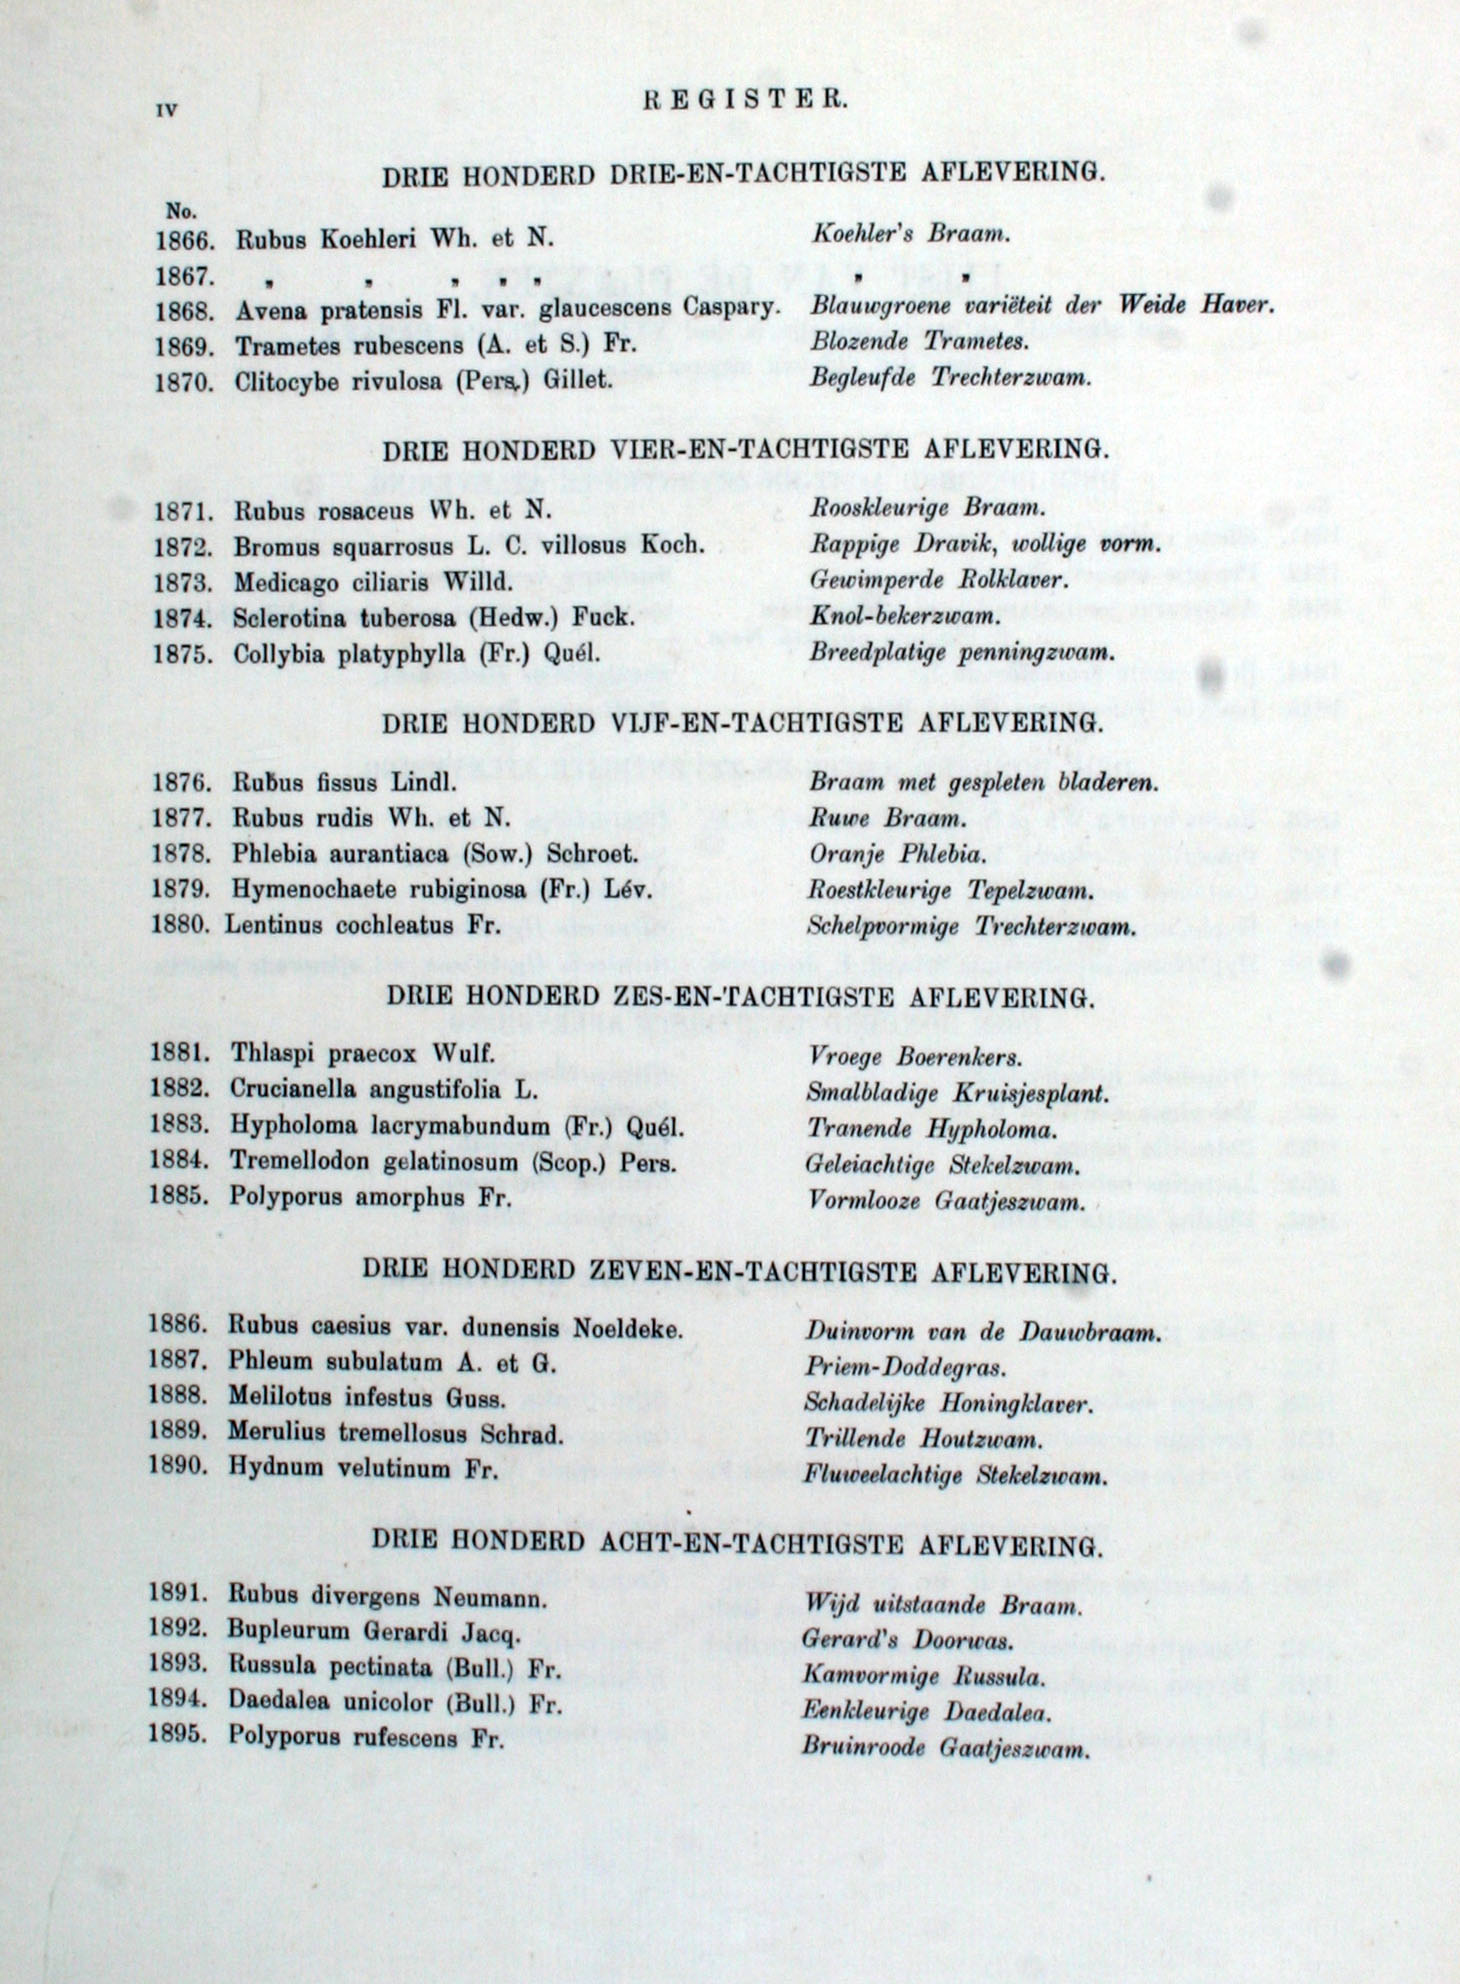 IV
REGISTER.
DRIE HONDERD DRIE-EN-TACHTIGSTE AFLEVERING.
No.
1866. Rubus Koehleri Wh. et N. Koehler's Braam.
1867. „ „ „ „ „ „ „
1868. Avena pratensis Fl. var. glaucescens Caspary. Blauwgroene variëteit der Weide Haver.
1869. Trametes rubescens (A. et S.) Fr. Blozende Trametes.
1870. Clitocybe rivulosa (Pers.) Gillet. Begleufde Trechterzwam.
DRIE HONDERD VIER-EN-TACHTIGSTE AFLEVERING.
1871. Rubus rosaceus Wh. et N. Rooskleurige Braam.
1872. Bromus squarrosus L. C. villosus Koch. Rappige Dravik, wollige vorm.
1873. Medicago ciliaris Willd. Gewimperde Rolklaver.
1874. Sclerotina tuberosa (Hedw.) Fuck. Knol-bekerzwam.
1875. Collybia platyphylla (Fr.) Quél. Breedplatige penningzwam.
DRIE HONDERD VIJF-EN-TACHTIGSTE AFLEVERING.
1876. Rubus fissus Lindl. Braam met gespleten bladeren.
1877. Rubus rudis Wh. et N. Ruwe Braam.
1878. Phlebia aurantiaca (Sow.) Schroet. Oranje Phlebia.
1879. Hymenochaete rubiginosa (Fr.) Lév. Roestkleurige Tepelzwam.
1880. Lentinus cochleatus Fr. Schelpvormige Trechterzwam.
DRIE HONDERD ZES-EN-TACHTIGSTE AFLEVERING.
1881. Thlaspi praecox Wulf. Vroege Boerenkers.
1882. Crucianella angustifolia L. Smalbladige Kruisjesplant.
1883. Hypholoma lacrymabundum (Fr.) Quél. Tranende Hypholoma.
1884. Tremellodon gelatinosum (Scop.) Pers. Geleiachtige Stekelzwam.
1885. Polyporus amorphus Fr. Vormlooze Gaatjeszwam.
DRIE HONDERD ZEVEN-EN-TACHTIGSTE AFLEVERING.
1886. Rubus caesius var. dunensis Noeldeke. Duinvorm van de Dauwbraam.
1887. Phleum subulatum A. et G. Priem-Doddegras.
1888. Melilotus infestus Guss. Schadelijke Honingklaver.
1889. Merulius tremellosus Schrad. Trillende Houtzwam.
1890. Hydnum velutinum Fr. Fluweelachtige Stekelzwam.
DRIE HONDERD ACHT-EN-TACHTIGSTE AFLEVERING.
1891. Rubus divergens Neumann. Wijd uitstaande Braam.
1892. Bupleurum Gerardi Jacq. Gerard's Doorwas.
1893. Russula pectinata (Bull.) Fr. Kamvormige Russula.
1894. Daedalea unicolor (Bull.) Fr. Eenkleurige Daedalea.
1895. Polyporus rufescens Fr. Bruinroode Gaatjeszwam.